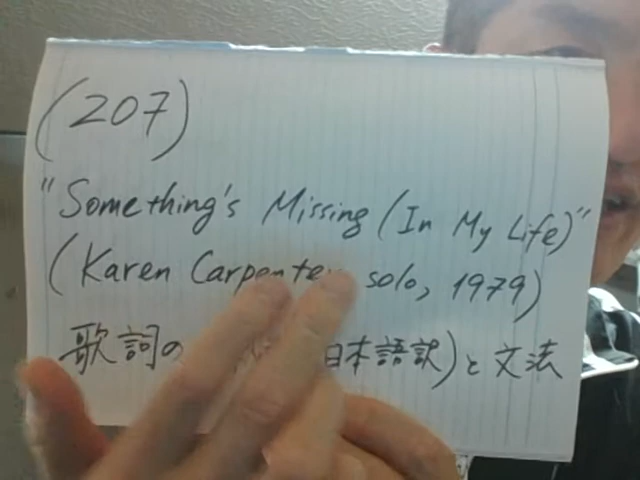 (207)
"Something's Missing (In My Life)"
(Karen Carpenter solo, 1979)
歌詞の 日本語訳)と文法